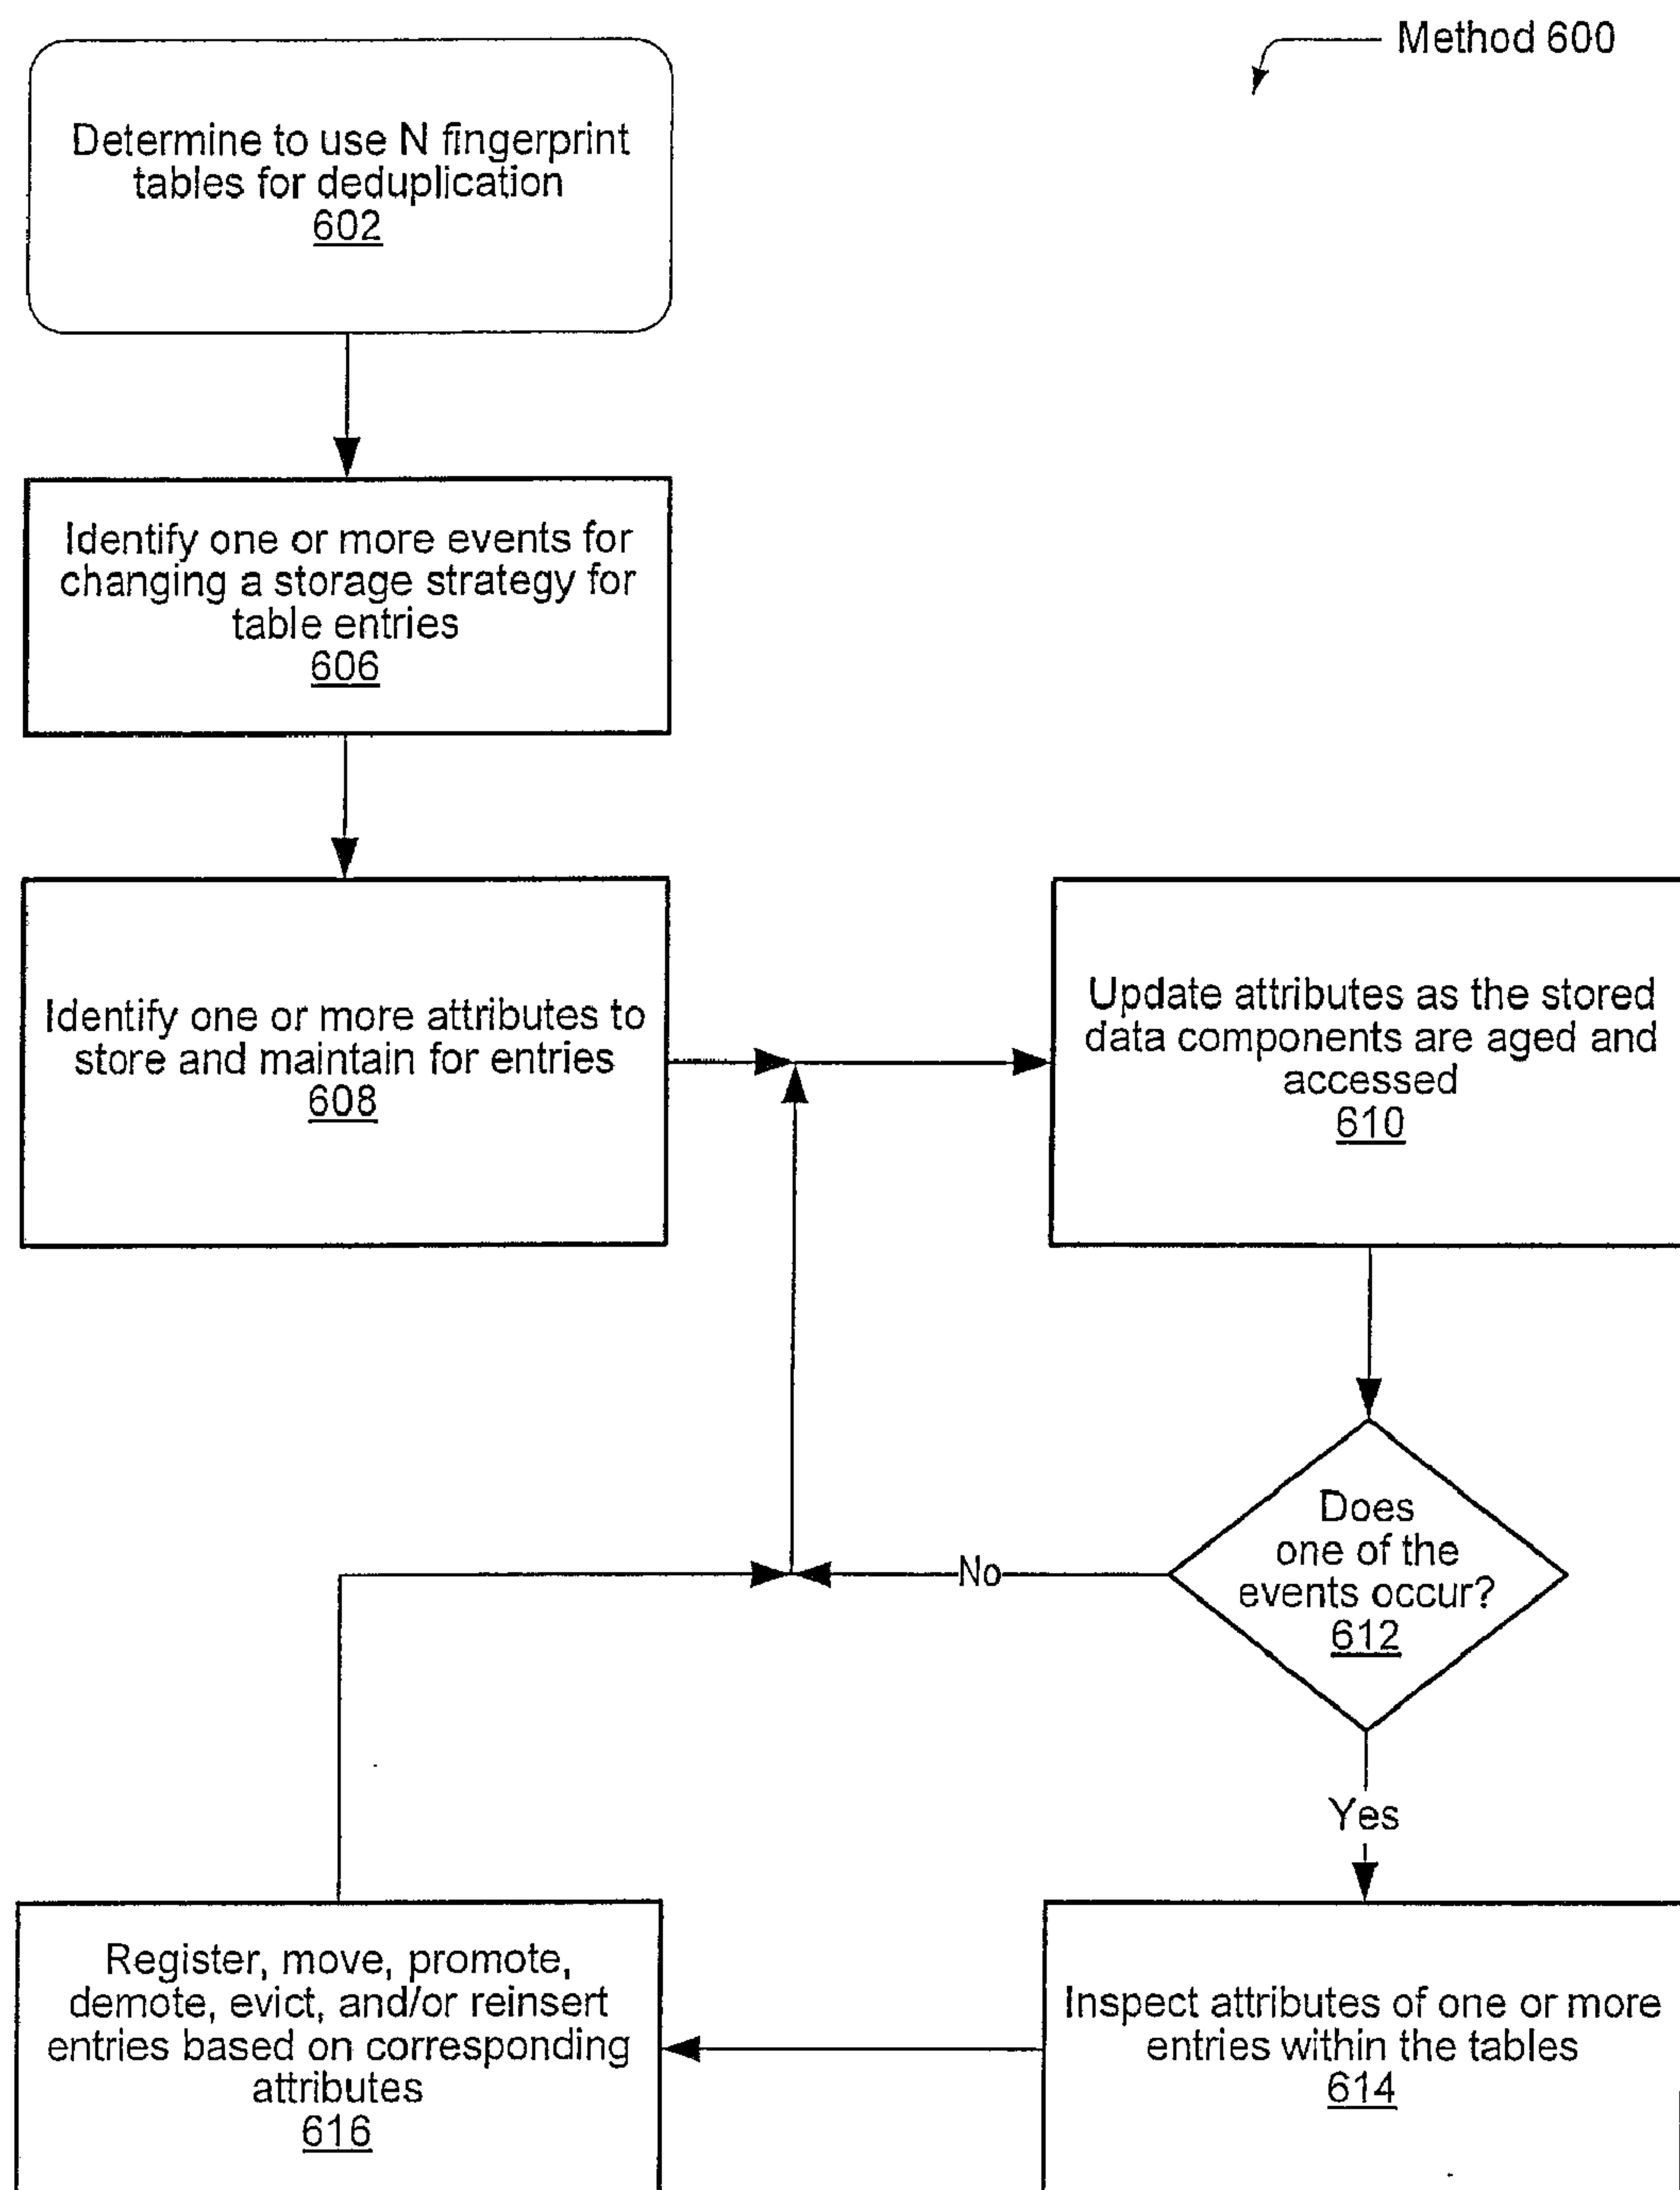 Method 600
Determine to use N fingerprint
tables for deduplication
602
Identify one or more events for
changing a storage strategy for
table entries
606
Identify one or more attributes to
store and maintain for entries
608
Update attributes as the stored
data components are aged and
accessed
610
Does
one of the
events occur?
612
No
Yes
Inspect attributes of one or more
entries within the tables
614
Register, move, promote,
demote, evict, and/or reinsert
entries based on corresponding
attributes
616